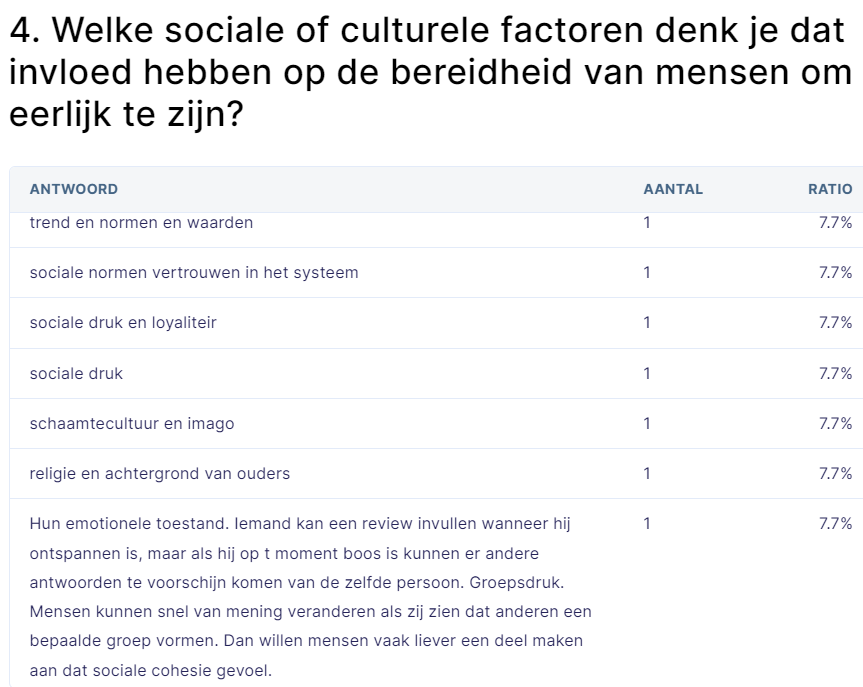 4. Welke sociale of culturele factoren denk je dat
invloed hebben op de bereidheid van mensen om
eerlijk te zijn?
ANTWOORD AANTAL RATIO
trend en normen en waarden 1 7.7%
sociale normen vertrouwen in het systeem 1 7.7%
sociale druk en loyaliteir 1 7.7%
sociale druk 1 7.7%
schaamtecultuur en imago 1 7.7%
religie en achtergrond van ouders 1 7.7%
Hun emotionele toestand. Iemand kan een review invullen wanneer hij 1 7.7%
ontspannen is, maar als hij op t moment boos is kunnen er andere
antwoorden te voorschijn komen van de zelfde persoon. Groepsdruk.
Mensen kunnen snel van mening veranderen als zij zien dat anderen een
bepaalde groep vormen. Dan willen mensen vaak liever een deel maken
aan dat sociale cohesie gevoel.